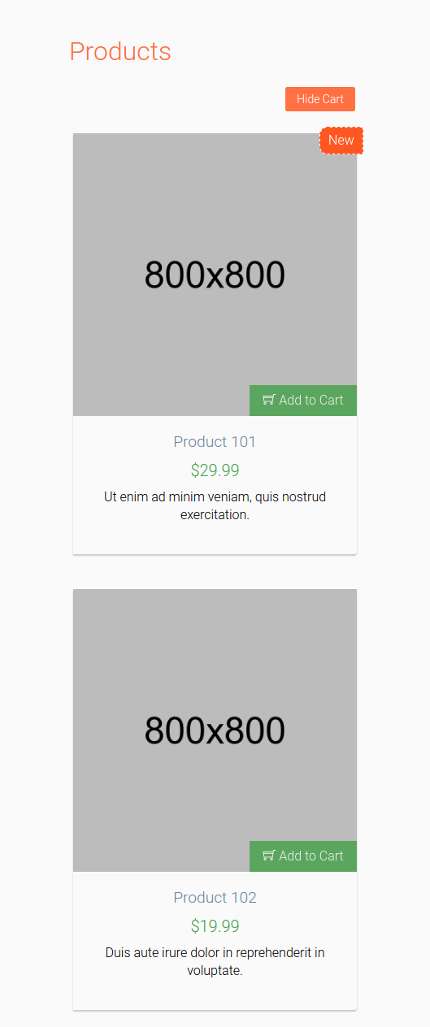 Products
Hide Cart
New
800x800
Add to Cart
Product 101
$29.99
Ut enim ad minim veniam, quis nostrud
exercitation.
800x800
Add to Cart
Product 102
$19.99
Duis aute irure dolor in reprehenderit in
voluptate.